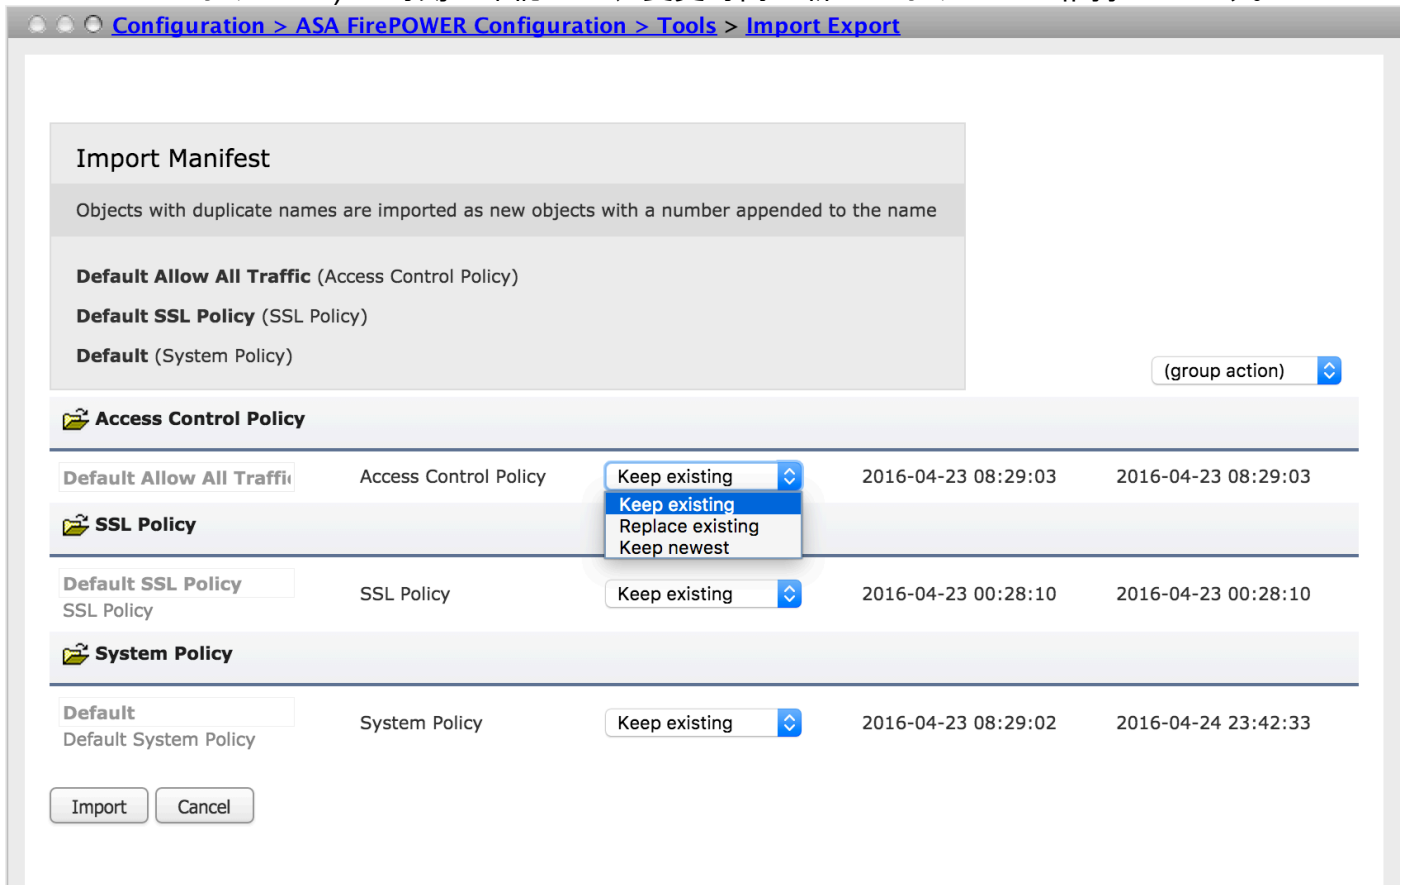 Configuration > ASA FirePOWER Configuration > Tools > Import Export
Import Manifest
Objects with duplicate names are imported as new objects with a number appended to the name
Default Allow All Traffic (Access Control Policy)
Default SSL Policy (SSL Policy)
Default (System Policy)
(group action)
Access Control Policy
Default Allow All Traffi Access Control Policy Keep existing 2016-04-23 08:29:03 2016-04-23 08:29:03
Keep existing
Replace existing
Keep newest
SSL Policy
Default SSL Policy
SSL Policy
SSL Policy Keep existing 2016-04-23 00:28:10 2016-04-23 00:28:10
System Policy
Default
Default System Policy
System Policy Keep existing 2016-04-23 08:29:02 2016-04-24 23:42:33
Import Cancel